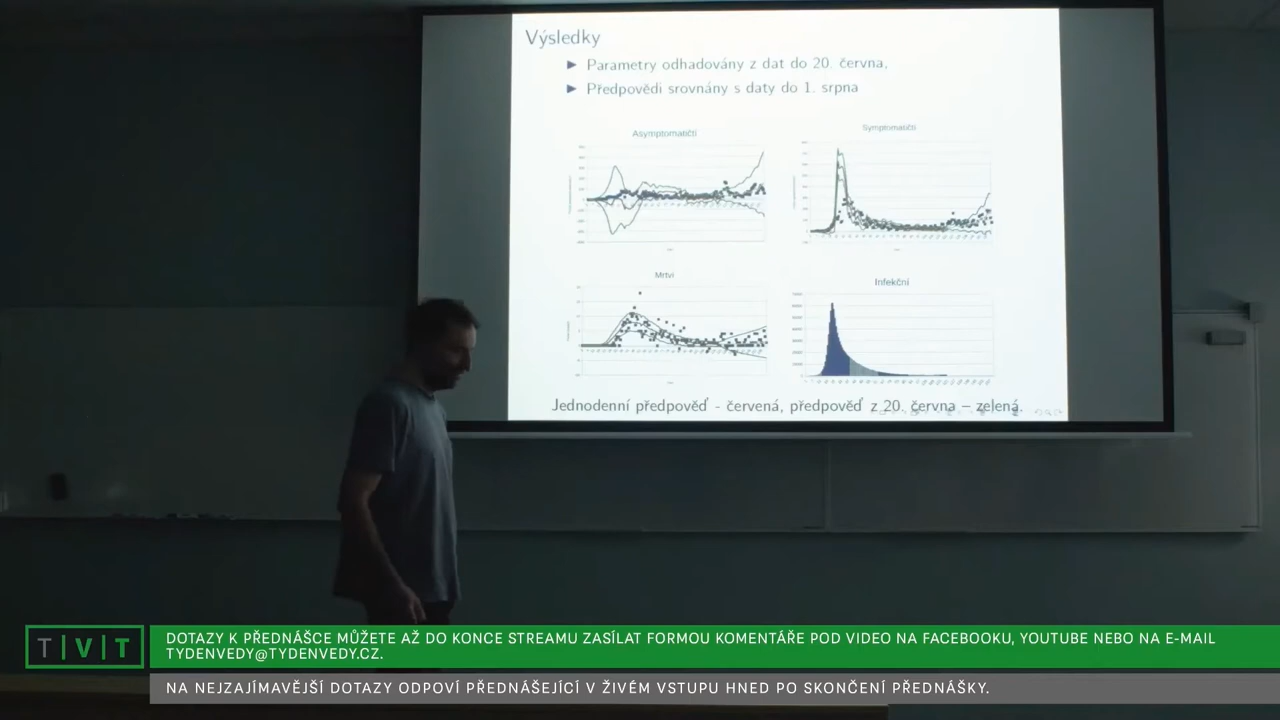 Výsledky
Parametry odhadovány z dat do 20. června,
Předpovědi srovnány s daty do 1. srpna
Asymptomatičtí
Symptomatičtí
Mrtví
Infekční
Jednodenní předpověď - červená, předpověď z 20. června – zelená.
T|V|T
DOTAZY K PŘEDNÁŠCE MŮŽETE AŽ DO KONCE STREAMU ZASÍLAT FORMOU KOMENTÁŘE POD VIDEO NA FACEBOOKU, YOUTUBE NEBO NA E-MAIL
TYDENVEDY@TYDENVEDY.CZ.
NA NEJZAJÍMAVĚJŠÍ DOTAZY ODPOVÍ PŘEDNÁŠEJÍCÍ V ŽIVÉM VSTUPU HNED PO SKONČENÍ PŘEDNÁŠKY.